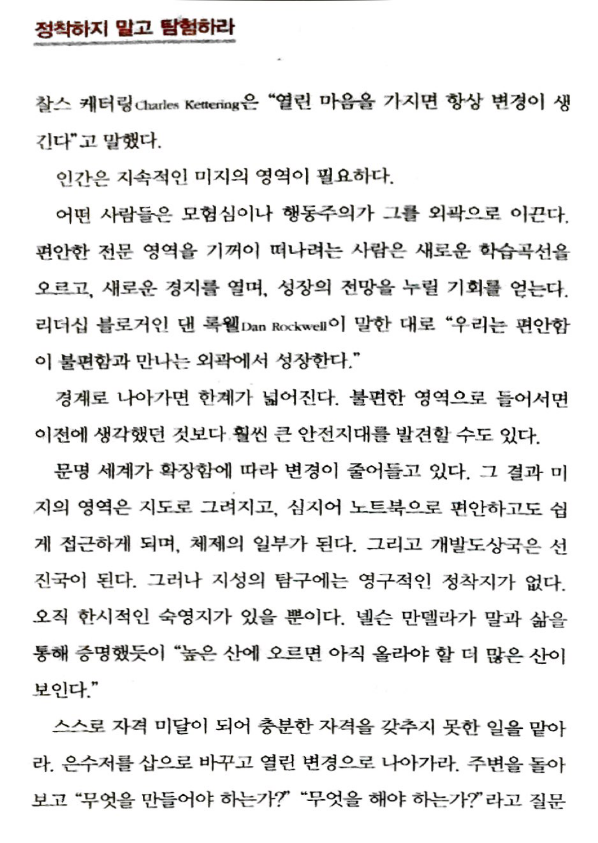 정착하지 말고 탐험하라
찰스 케터링Charles Kettering은 “열린 마음을 가지면 항상 변경이 생
긴다”고 말했다.
인간은 지속적인 미지의 영역이 필요하다.
어떤 사람들은 모험심이나 행동주의가 그를 외곽으로 이끈다.
편안한 전문 영역을 기꺼이 떠나려는 사람은 새로운 학습곡선을
오르고, 새로운 경지를 열며, 성장의 전망을 누릴 기회를 얻는다.
리더십 블로거인 댄 록웰Dan Rockwell이 말한 대로 “우리는 편안함
이 불편함과 만나는 외곽에서 성장한다.”
경계로 나아가면 한계가 넓어진다. 불편한 영역으로 들어서면
이전에 생각했던 것보다 훨씬 큰 안전지대를 발견할 수도 있다.
문명 세계가 확장함에 따라 변경이 줄어들고 있다. 그 결과 미
지의 영역은 지도로 그려지고, 심지어 노트북으로 편안하고도 쉽
게 접근하게 되며, 체제의 일부가 된다. 그리고 개발도상국은 선
진국이 된다. 그러나 지성의 탐구에는 영구적인 정착지가 없다.
오직 한시적인 숙영지가 있을 뿐이다. 넬슨 만델라가 말과 삶을
통해 증명했듯이 “높은 산에 오르면 아직 올라야 할 더 많은 산이
보인다.”
스스로 자격 미달이 되어 충분한 자격을 갖추지 못한 일을 맡아
라. 은수저를 삽으로 바꾸고 열린 변경으로 나아가라. 주변을 돌아
보고 “무엇을 만들어야 하는가?” “무엇을 해야 하는가?”라고 질문